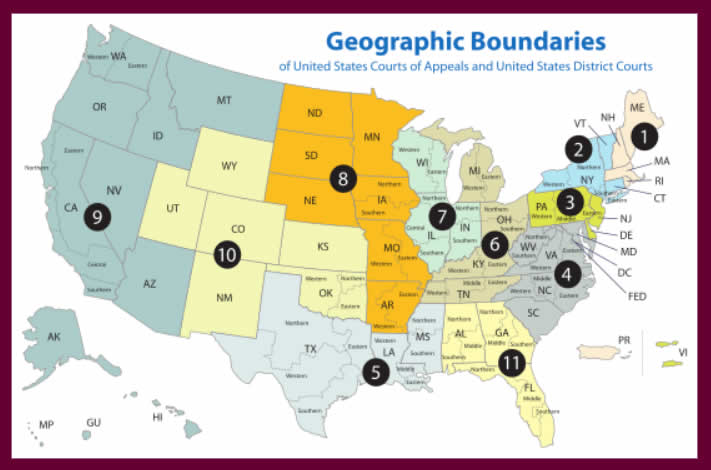 Geographic Boundaries
of United States Courts of Appeals and United States District Courts
Western WA Eastern
OR
ID
MT
Northern
Eastern
CA
NV
9
Central
Southern
AZ
AK
HI
GU
MP
WY
UT
CO
10
KS
NM
Western
Northern
OK
Eastern
ND
MN
SD
8
NE
Northern
IA
Southern
MO
Western
Eastern
AR
Eastern
Western
Northern
TX
Eastern
Western
Southern
5
Western
LA
Middle
Eastern
Northern
MS
Southern
Western
WI
Eastern
Northern
7
Central
IL
Southern
Northern
IN
Southern
MI
Eastern
Western
Northern
OH
Southern
6
KY
Western
Eastern
Western
Middle
Eastern
TN
Northern
AL
Middle
Southern
Northern
GA
Middle
Southern
11
Northern
FL
Middle
Southern
Northern
WV
Southern
VA
Eastern
Western
4
Western
Middle
NC
Eastern
SC
PA
3
Western
Middle
Eastern
2
VT
NH
ME
1
MA
RI
CT
Northern
Western
NY
Southern
Eastern
NJ
DE
MD
DC
FED
PR
VI